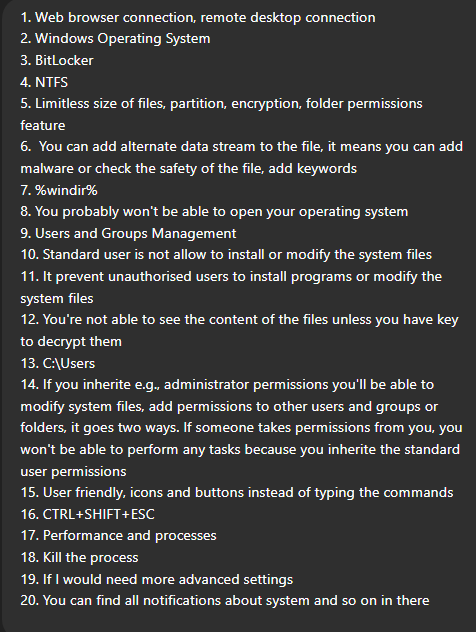 1. Web browser connection, remote desktop connection
2. Windows Operating System
3. BitLocker
4. NTFS
5. Limitless size of files, partition, encryption, folder permissions
feature
6.  You can add alternate data stream to the file, it means you can add
malware or check the safety of the file, add keywords
7. %windir%
8. You probably won't be able to open your operating system
9. Users and Groups Management
10. Standard user is not allow to install or modify the system files
11. It prevent unauthorised users to install programs or modify the
system files
12. You're not able to see the content of the files unless you have key
to decrypt them
13. C:\Users
14. If you inherite e.g., administrator permissions you'll be able to
modify system files, add permissions to other users and groups or
folders, it goes two ways. If someone takes permissions from you, you
won't be able to perform any tasks because you inherite the standard
user permissions
15. User friendly, icons and buttons instead of typing the commands
16. CTRL+SHIFT+ESC
17. Performance and processes
18. Kill the process
19. If I would need more advanced settings
20. You can find all notifications about system and so on in there